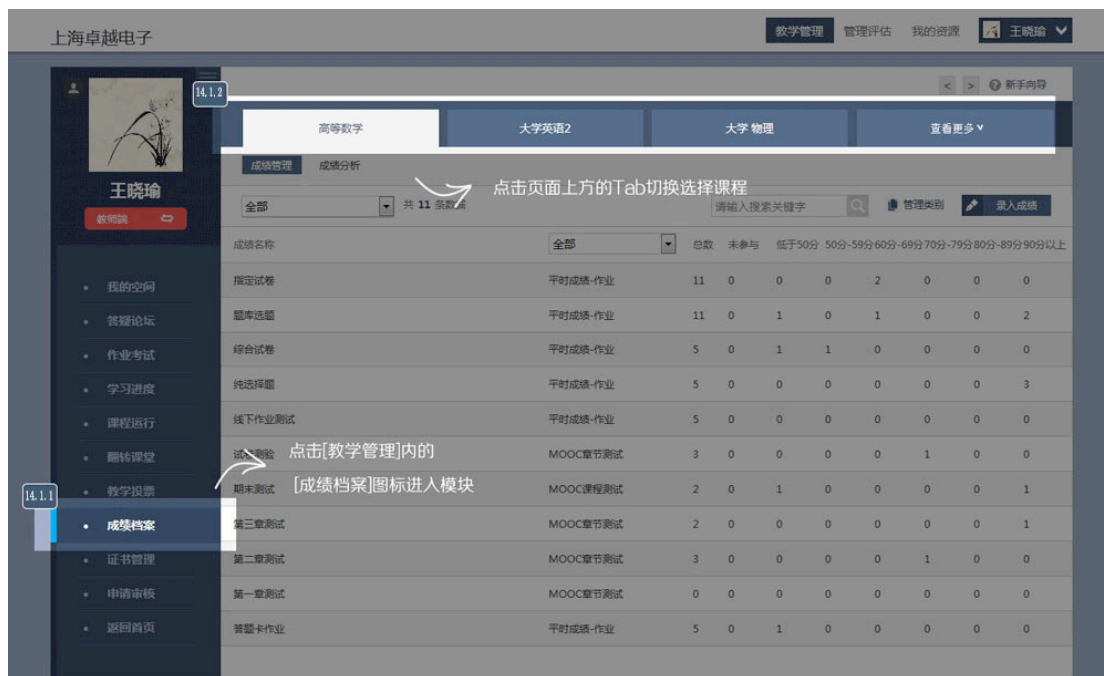 上海卓越电子
教学管理 管理评估 我的资源 王晓瑜
14.1.2
< > ? 新手向导
高等数学 大学英语2 大学 物理 查看更多
成绩管理 成绩分析
点击页面上方的Tab切换选择课程
王晓瑜
教师端
全部 共 11 条数据 请输入搜索关键字 管理类别 录入成绩
成绩名称 全部 总数 未参与 低于50分 50分-59分 60分-69分 70分-79分 80分-89分 90分以上
指定试卷 平时成绩-作业 11 0 0 0 2 0 0 0
题库选题 平时成绩-作业 11 0 1 0 1 0 0 2
综合试卷 平时成绩-作业 5 0 1 1 0 0 0 0
纯选择题 平时成绩-作业 5 0 0 0 0 0 0 3
线下作业测试 平时成绩-作业 5 0 0 0 0 0 0 0
试卷测验 MOOC章节测试 3 0 0 0 0 1 0 0
期末测试 MOOC课程测试 2 0 1 0 0 0 0 1
第三章测试 MOOC章节测试 2 0 0 0 0 0 0 1
第二章测试 MOOC章节测试 3 0 0 0 0 1 0 0
第一章测试 MOOC章节测试 0 0 0 0 0 0 0 0
答题卡作业 平时成绩-作业 5 0 1 0 0 0 0 0
点击[教学管理]内的
[成绩档案]图标进入模块
我的空间
答疑论坛
作业考试
学习进度
课程运行
翻转课堂
教学投票
14.1.1
成绩档案
证书管理
申请审核
返回首页